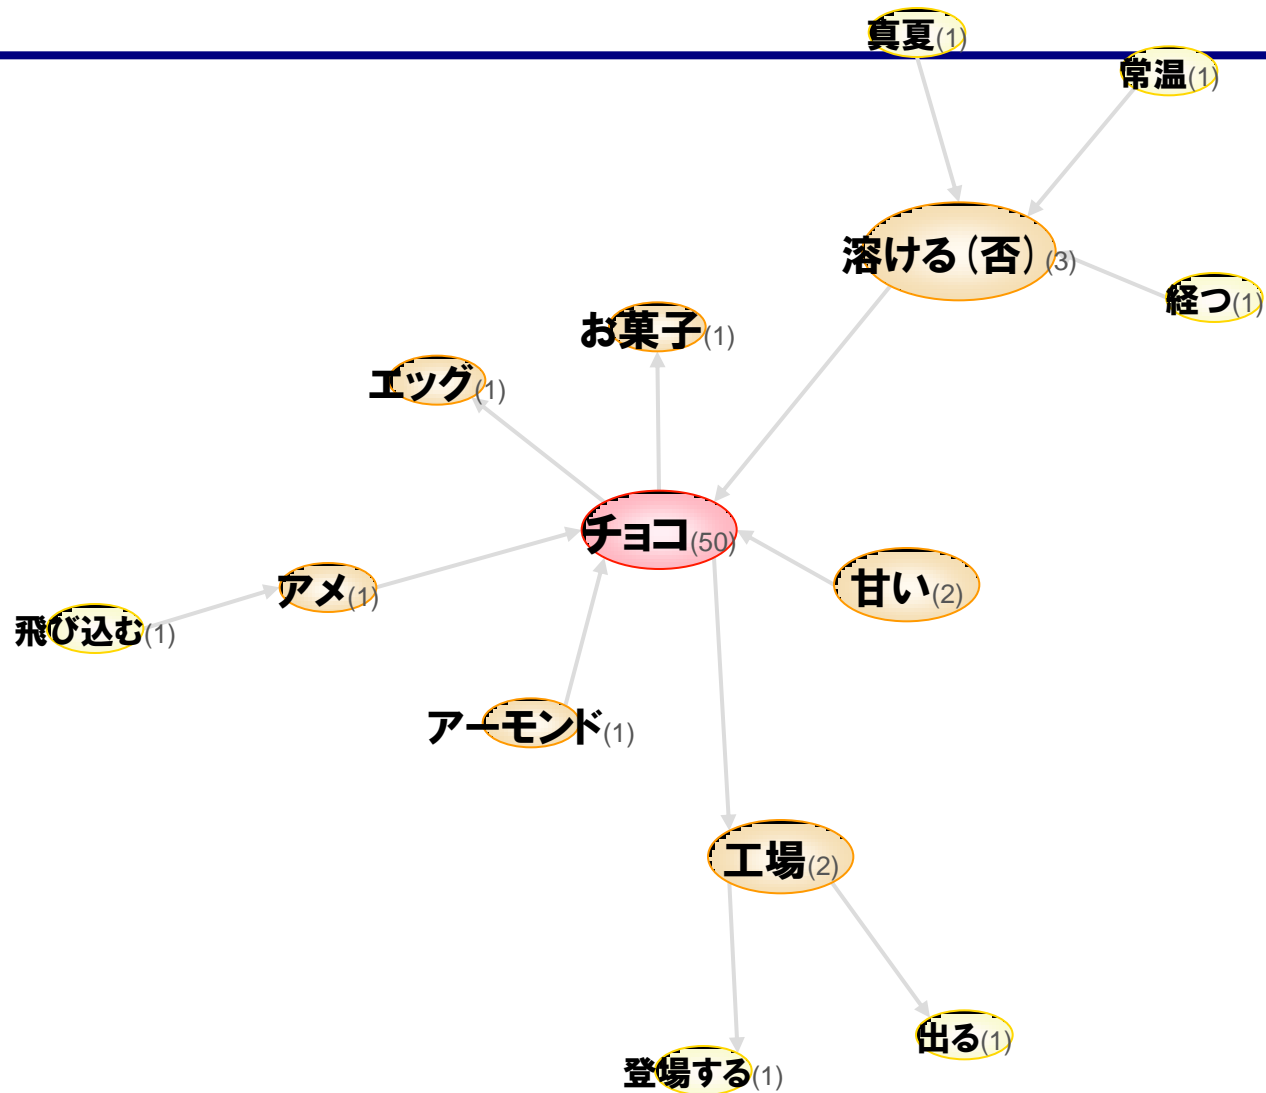 真夏(1)
常温(1)
溶ける(否)(3)
経つ(1)
お菓子(1)
エッグ(1)
チョコ(50)
甘い(2)
アメ(1)
飛び込む(1)
アーモンド(1)
工場(2)
出る(1)
登場する(1)